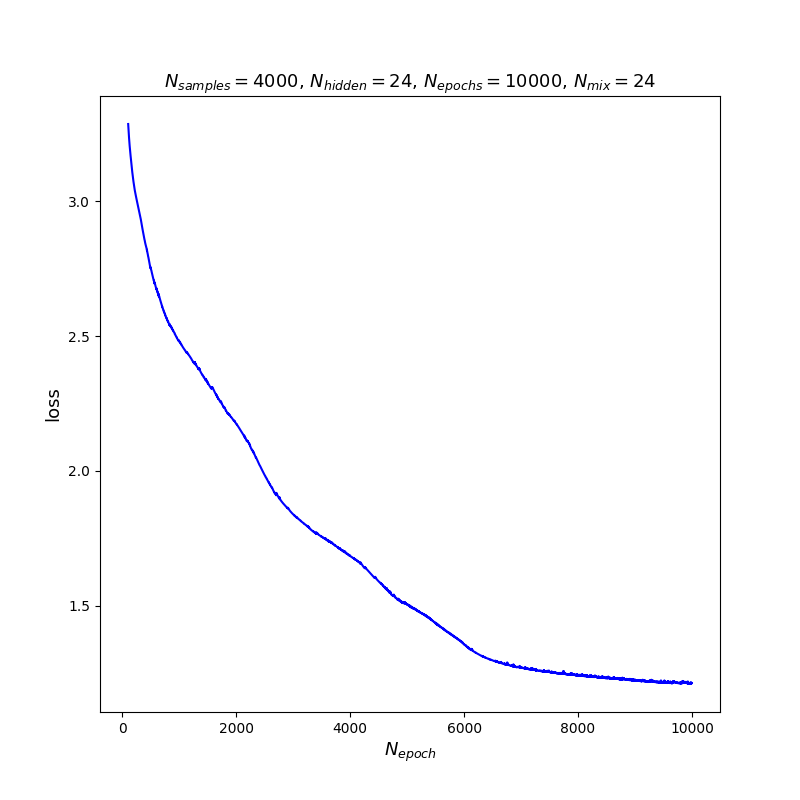 N_samples = 4000, N_hidden = 24, N_epochs = 10000, N_mix = 24
3.0
2.5
loss
2.0
1.5
0 2000 4000 6000 8000 10000
N_epoch